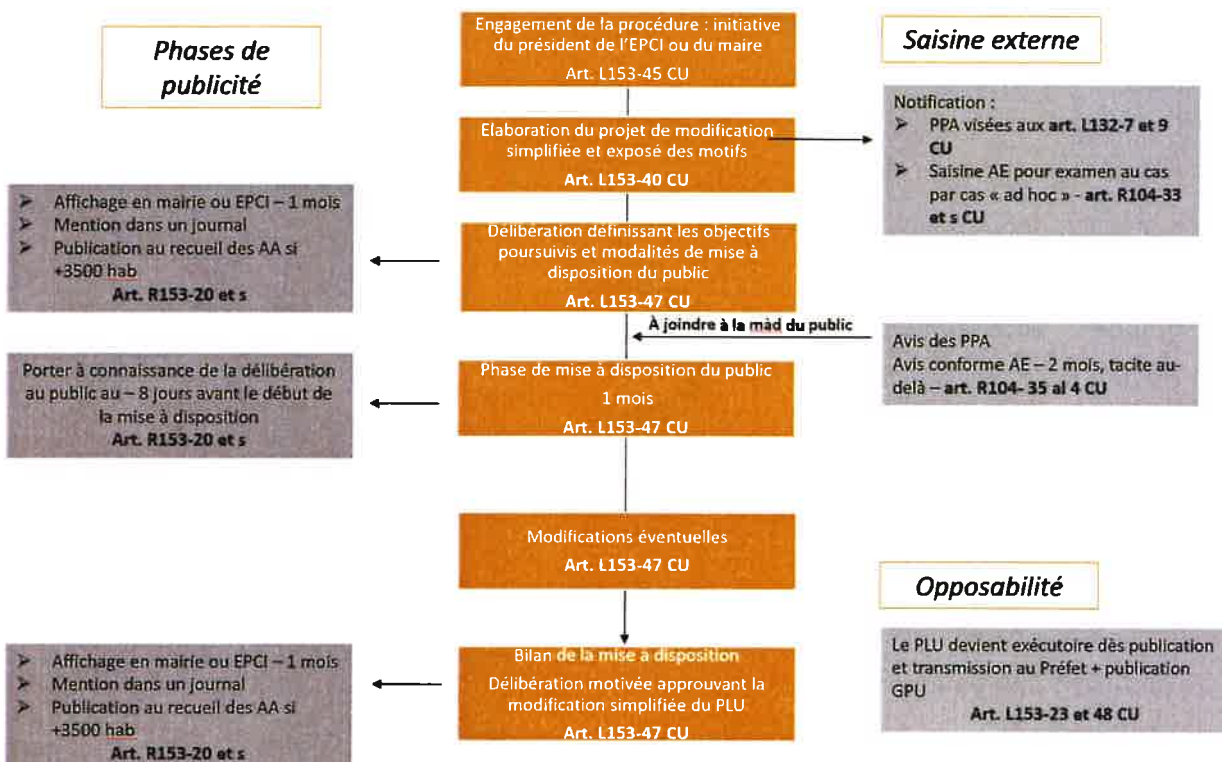 Phases de
publicité
Engagement de la procédure : initiative
du président de l'EPCI ou du maire
Art. L153-45 CU
Saisine externe
Elaboration du projet de modification
simplifiée et exposé des motifs
Art. L153-40 CU
Notification :
➤ PPA visées aux art. L132-7 et 9
CU
➤ Saisine AE pour examen au cas
par cas « ad hoc » - art. R104-33
et s CU
➤ Affichage en mairie ou EPCI – 1 mois
➤ Mention dans un journal
➤ Publication au recueil des AA si
+3500 hab
Art. R153-20 et s
Délibération définissant les objectifs
poursuivis et modalités de mise à
disposition du public
Art. L153-47 CU
À joindre à la màd du public
Avis des PPA
Avis conforme AE – 2 mois, tacite au-
delà – art. R104- 35 al 4 CU
Porter à connaissance de la délibération
au public au – 8 jours avant le début de
la mise à disposition
Art. R153-20 et s
Phase de mise à disposition du public
1 mois
Art. L153-47 CU
Modifications éventuelles
Art. L153-47 CU
Opposabilité
Le PLU devient exécutoire dès publication
et transmission au Préfet + publication
GPU
Art. L153-23 et 48 CU
➤ Affichage en mairie ou EPCI – 1 mois
➤ Mention dans un journal
➤ Publication au recueil des AA si
+3500 hab
Art. R153-20 et s
Bilan de la mise à disposition
Délibération motivée approuvant la
modification simplifiée du PLU
Art. L153-47 CU